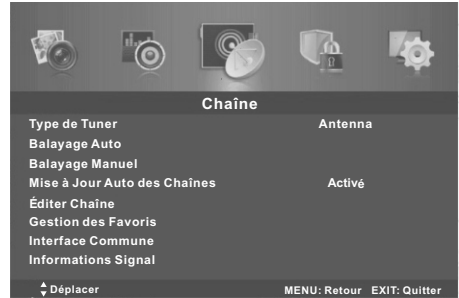 Chaîne
Type de Tuner Antenna
Balayage Auto
Balayage Manuel
Mise à Jour Auto des Chaînes Activé
Éditer Chaîne
Gestion des Favoris
Interface Commune
Informations Signal
Déplacer MENU: Retour EXIT: Quitter